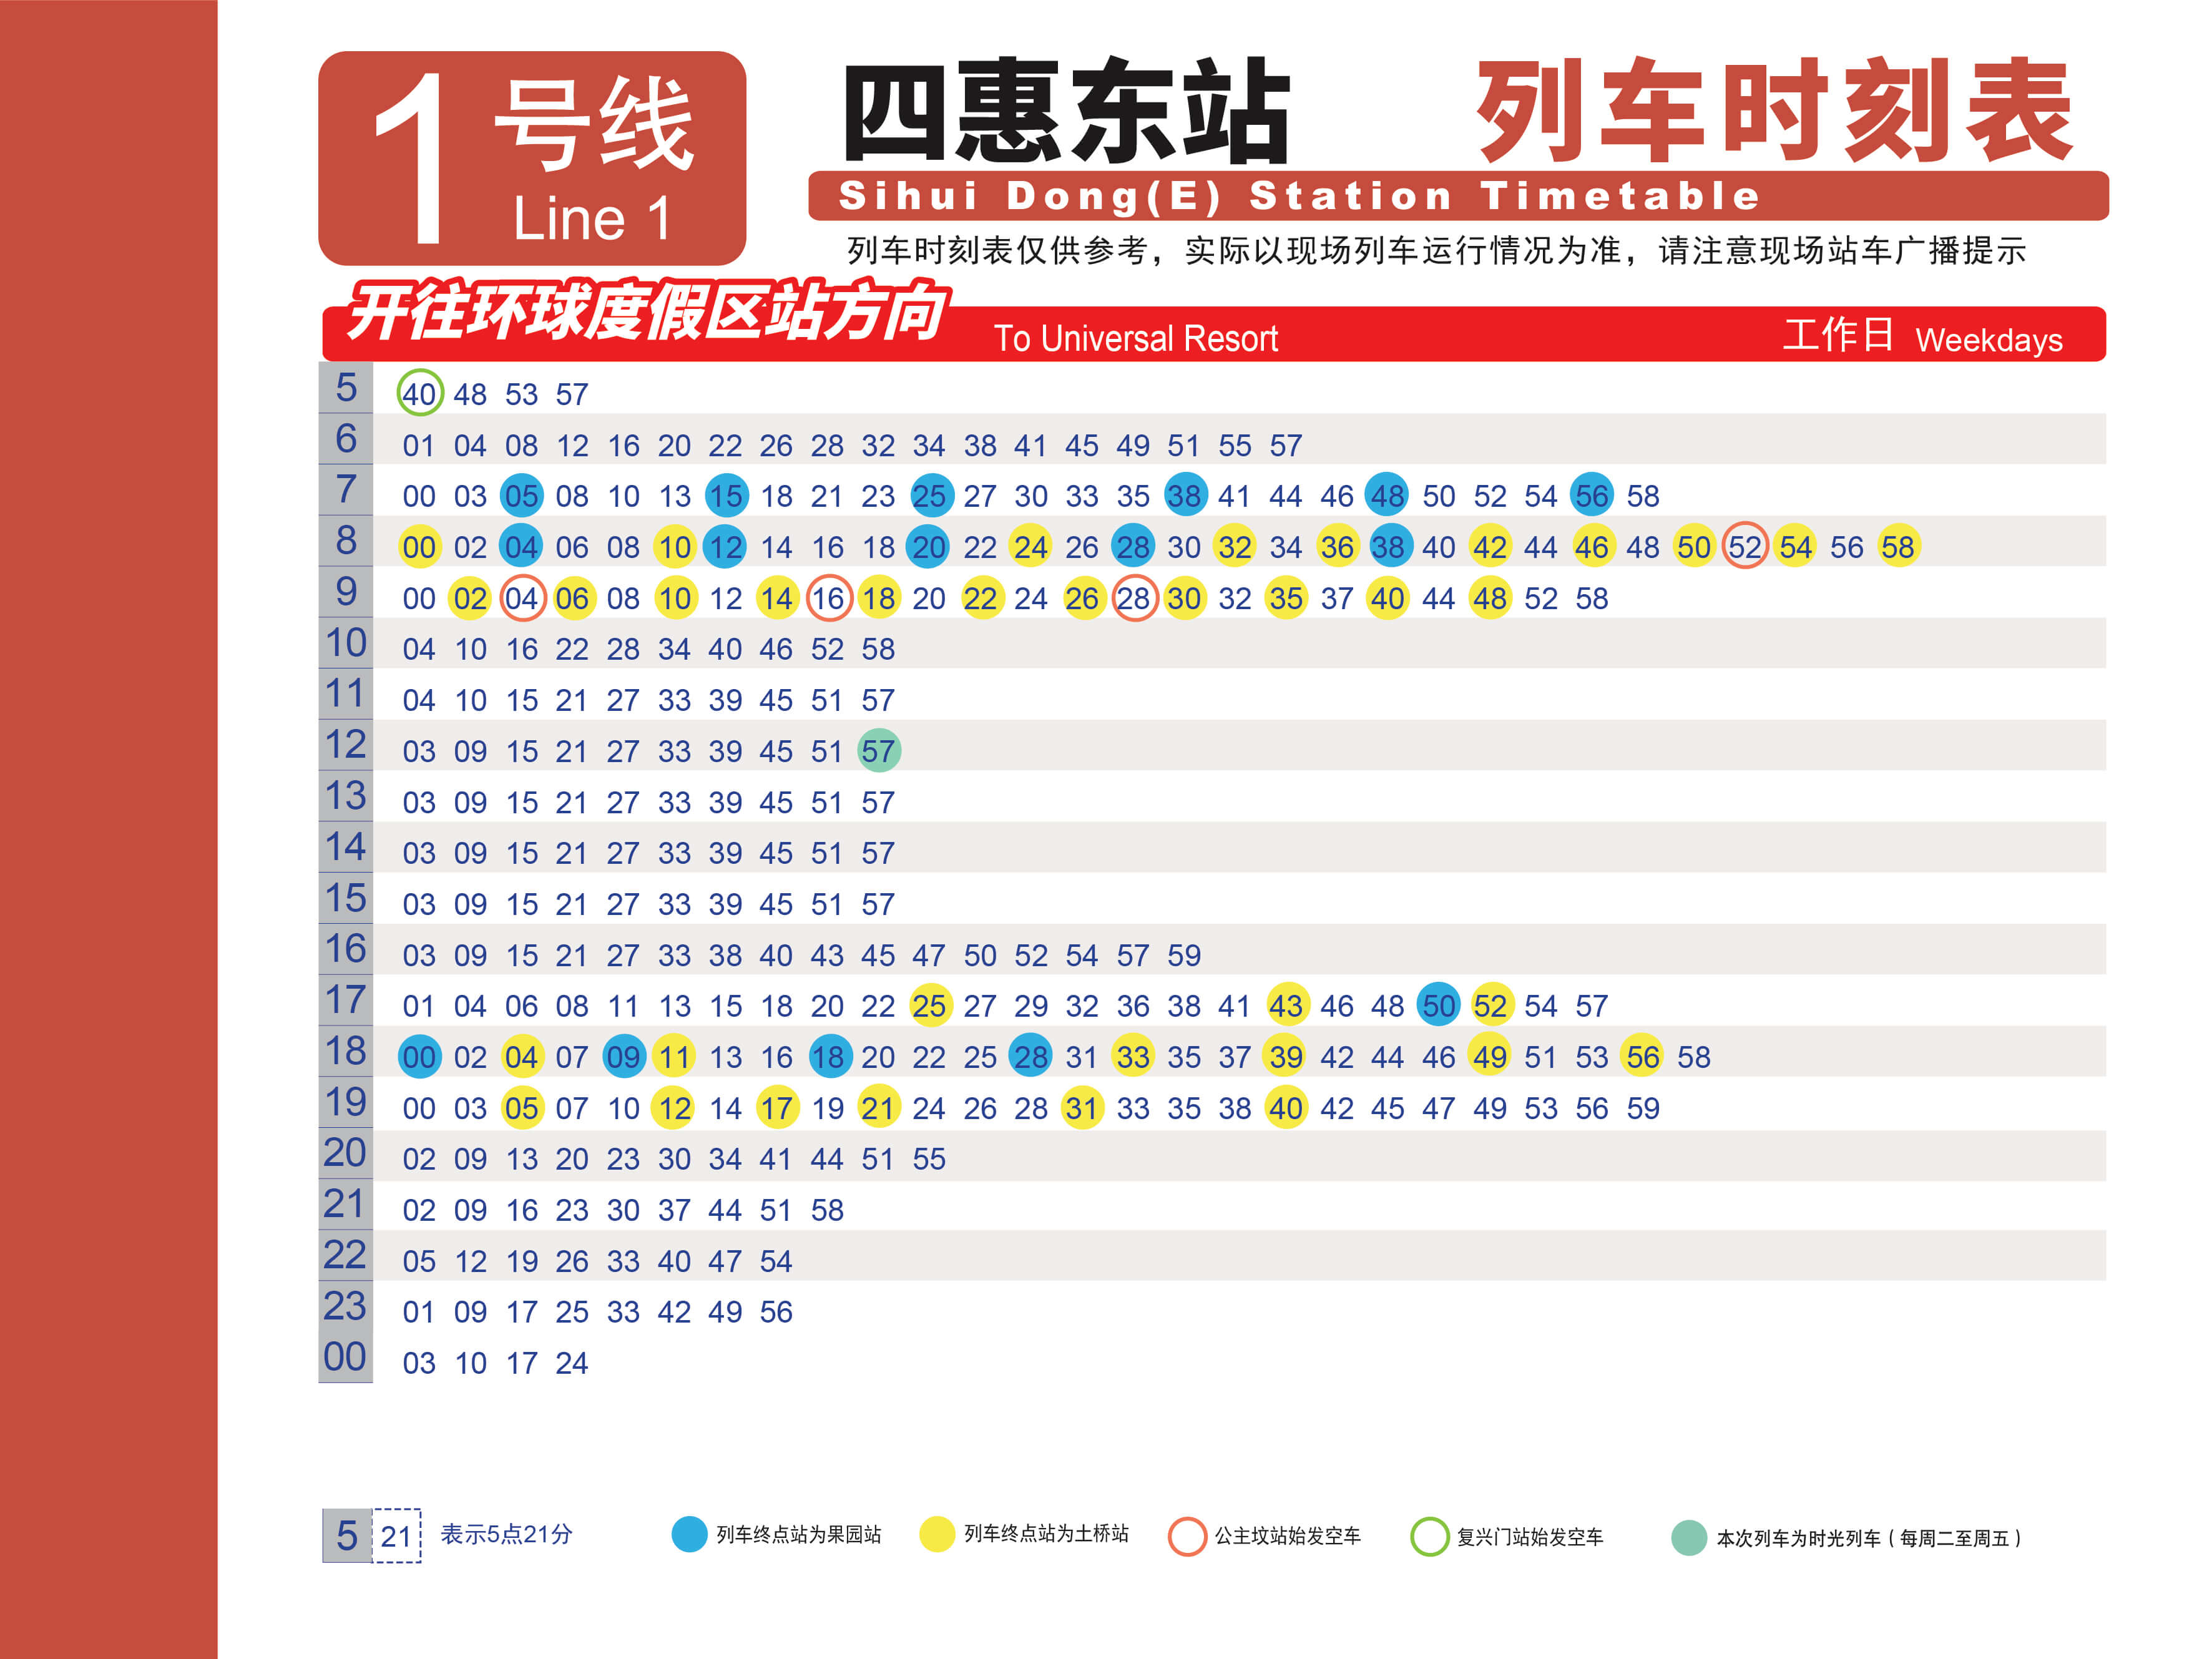 1号线
Line 1
四惠东站 列车时刻表
Sihui Dong(E) Station Timetable
列车时刻表仅供参考，实际以现场列车运行情况为准，请注意现场站车广播提示
开往环球度假区站方向 To Universal Resort 工作日 Weekdays
5 40 48 53 57
6 01 04 08 12 16 20 22 26 28 32 34 38 41 45 49 51 55 57
7 00 03 05 08 10 13 15 18 21 23 25 27 30 33 35 38 41 44 46 48 50 52 54 56 58
8 00 02 04 06 08 10 12 14 16 18 20 22 24 26 28 30 32 34 36 38 40 42 44 46 48 50 52 54 56 58
9 00 02 04 06 08 10 12 14 16 18 20 22 24 26 28 30 32 35 37 40 44 48 52 58
10 04 10 16 22 28 34 40 46 52 58
11 04 10 15 21 27 33 39 45 51 57
12 03 09 15 21 27 33 39 45 51 57
13 03 09 15 21 27 33 39 45 51 57
14 03 09 15 21 27 33 39 45 51 57
15 03 09 15 21 27 33 39 45 51 57
16 03 09 15 21 27 33 38 40 43 45 47 50 52 54 57 59
17 01 04 06 08 11 13 15 18 20 22 25 27 29 32 36 38 41 43 46 48 50 52 54 57
18 00 02 04 07 09 11 13 16 18 20 22 25 28 31 33 35 37 39 42 44 46 49 51 53 56 58
19 00 03 05 07 10 12 14 17 19 21 24 26 28 31 33 35 38 40 42 45 47 49 53 56 59
20 02 09 13 20 23 30 34 41 44 51 55
21 02 09 16 23 30 37 44 51 58
22 05 12 19 26 33 40 47 54
23 01 09 17 25 33 42 49 56
00 03 10 17 24
5 21 表示5点21分 列车终点站为果园站 列车终点站为土桥站 公主坟站始发空车 复兴门站始发空车 本次列车为时光列车（每周二至周五）